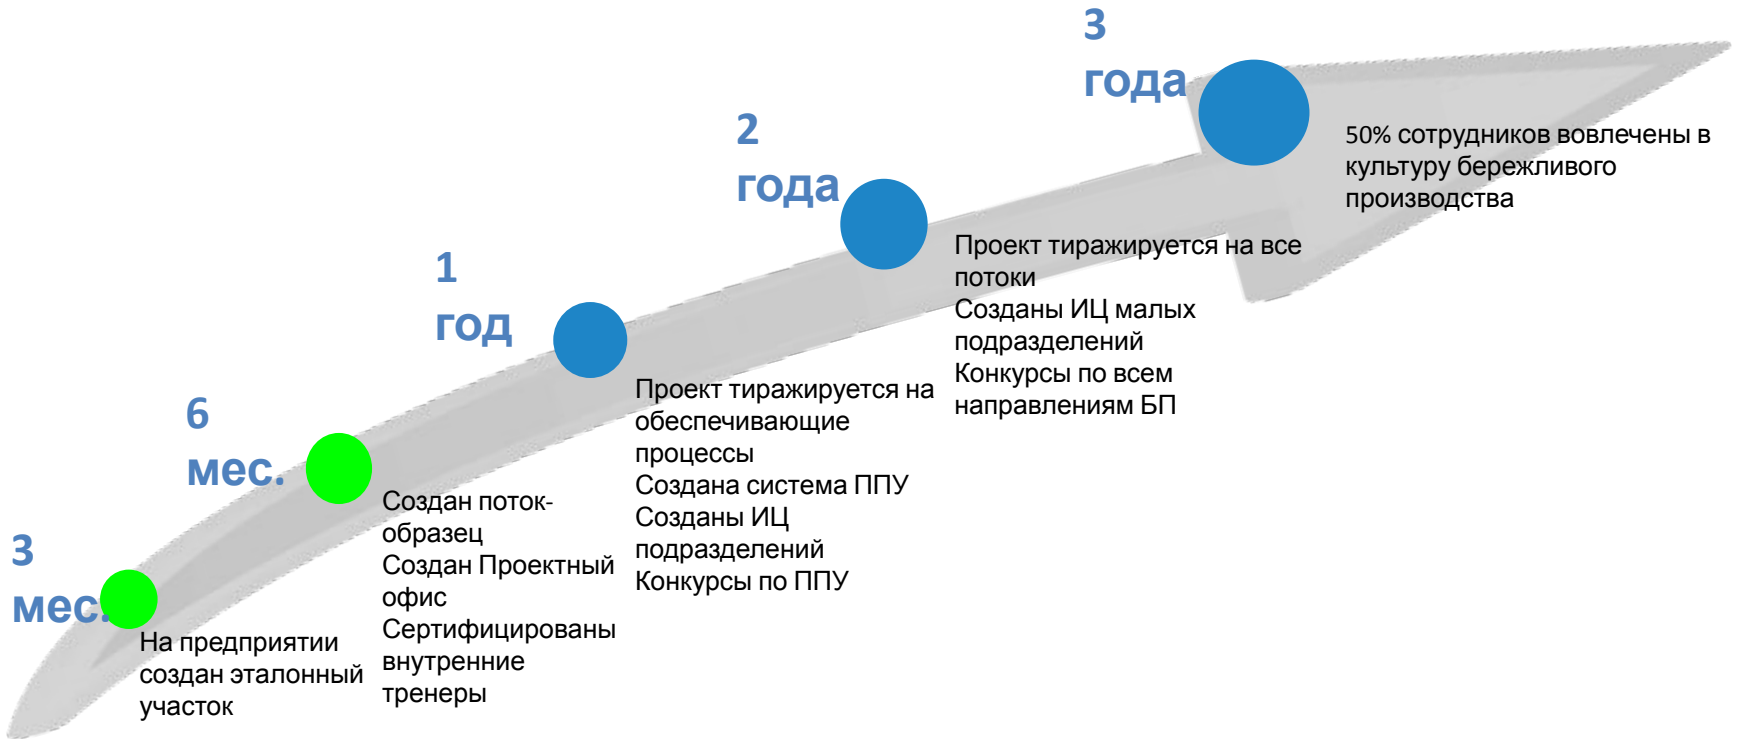 3
мес.
На предприятии
создан эталонный
участок
6
мес.
Создан поток-
образец
Создан Проектный
офис
Сертифицированы
внутренние
тренеры
1
год
Проект тиражируется на
обеспечивающие
процессы
Создана система ППУ
Созданы ИЦ
подразделений
Конкурсы по ППУ
2
года
Проект тиражируется на все
потоки
Созданы ИЦ малых
подразделений
Конкурсы по всем
направлениям БП
3
года
50% сотрудников вовлечены в
культуру бережливого
производства